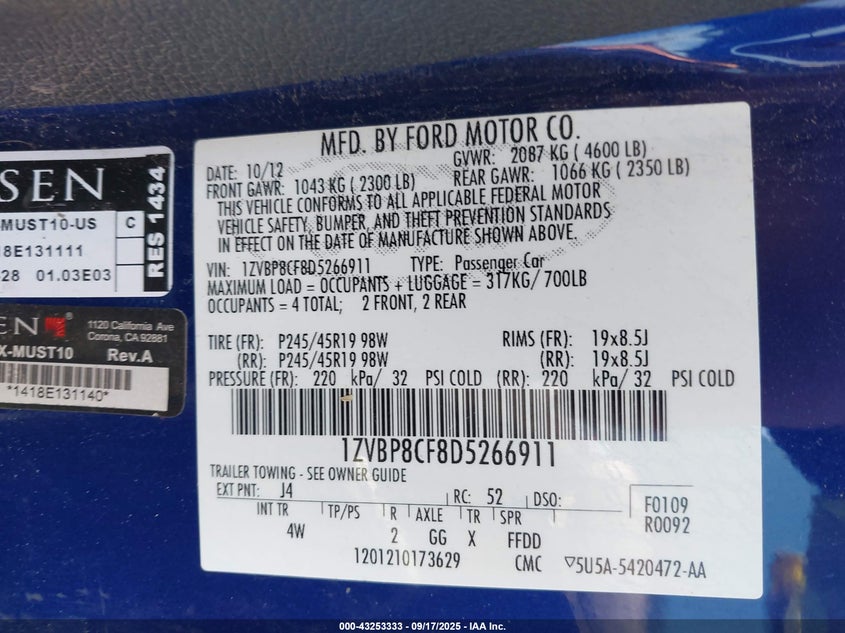 SEN
-MUST10-US
C
18E131111
28 01.03E03
RES 1434
EN
1120 California Ave
Corona, CA 92881
X-MUST10 Rev.A
*1418E131140*
MFD. BY FORD MOTOR CO.
DATE: 10/12 GVWR: 2087 KG ( 4600 LB)
FRONT GAWR: 1043 KG ( 2300 LB) REAR GAWR: 1066 KG ( 2350 LB)
THIS VEHICLE CONFORMS TO ALL APPLICABLE FEDERAL MOTOR
VEHICLE SAFETY, BUMPER, AND THEFT PREVENTION STANDARDS
IN EFFECT ON THE DATE OF MANUFACTURE SHOWN ABOVE.
VIN: 1ZVBP8CF8D5266911 TYPE: Passenger Car
MAXIMUM LOAD = OCCUPANTS + LUGGAGE = 317KG/ 700LB
OCCUPANTS = 4 TOTAL; 2 FRONT, 2 REAR
TIRE (FR): P245/45R19 98W RIMS (FR): 19x8.5J
(RR): P245/45R19 98W (RR): 19x8.5J
PRESSURE (FR): 220 kPa/ 32 PSI COLD (RR): 220 kPa/ 32 PSI COLD
1ZVBP8CF8D5266911
TRAILER TOWING - SEE OWNER GUIDE
EXT PNT: J4 RC: 52 DSO:
F0109
R0092
INT TR TP/PS R AXLE TR SPR
4W 2 GG X FFDD
1201210173629 CMC ▽5U5A-5420472-AA
000-43253333 - 09/17/2025 - IAA Inc.